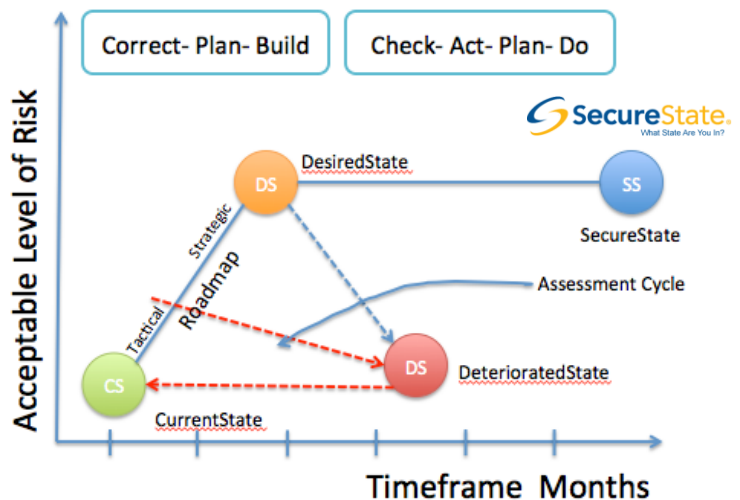 Correct- Plan- Build
Check- Act- Plan- Do
SecureState®
What State Are You In?
Acceptable Level of Risk
DS
DesiredState
SS
SecureState
Strategic
Roadmap
Tactical
Assessment Cycle
DS
DeterioratedState
CS
CurrentState
Timeframe Months